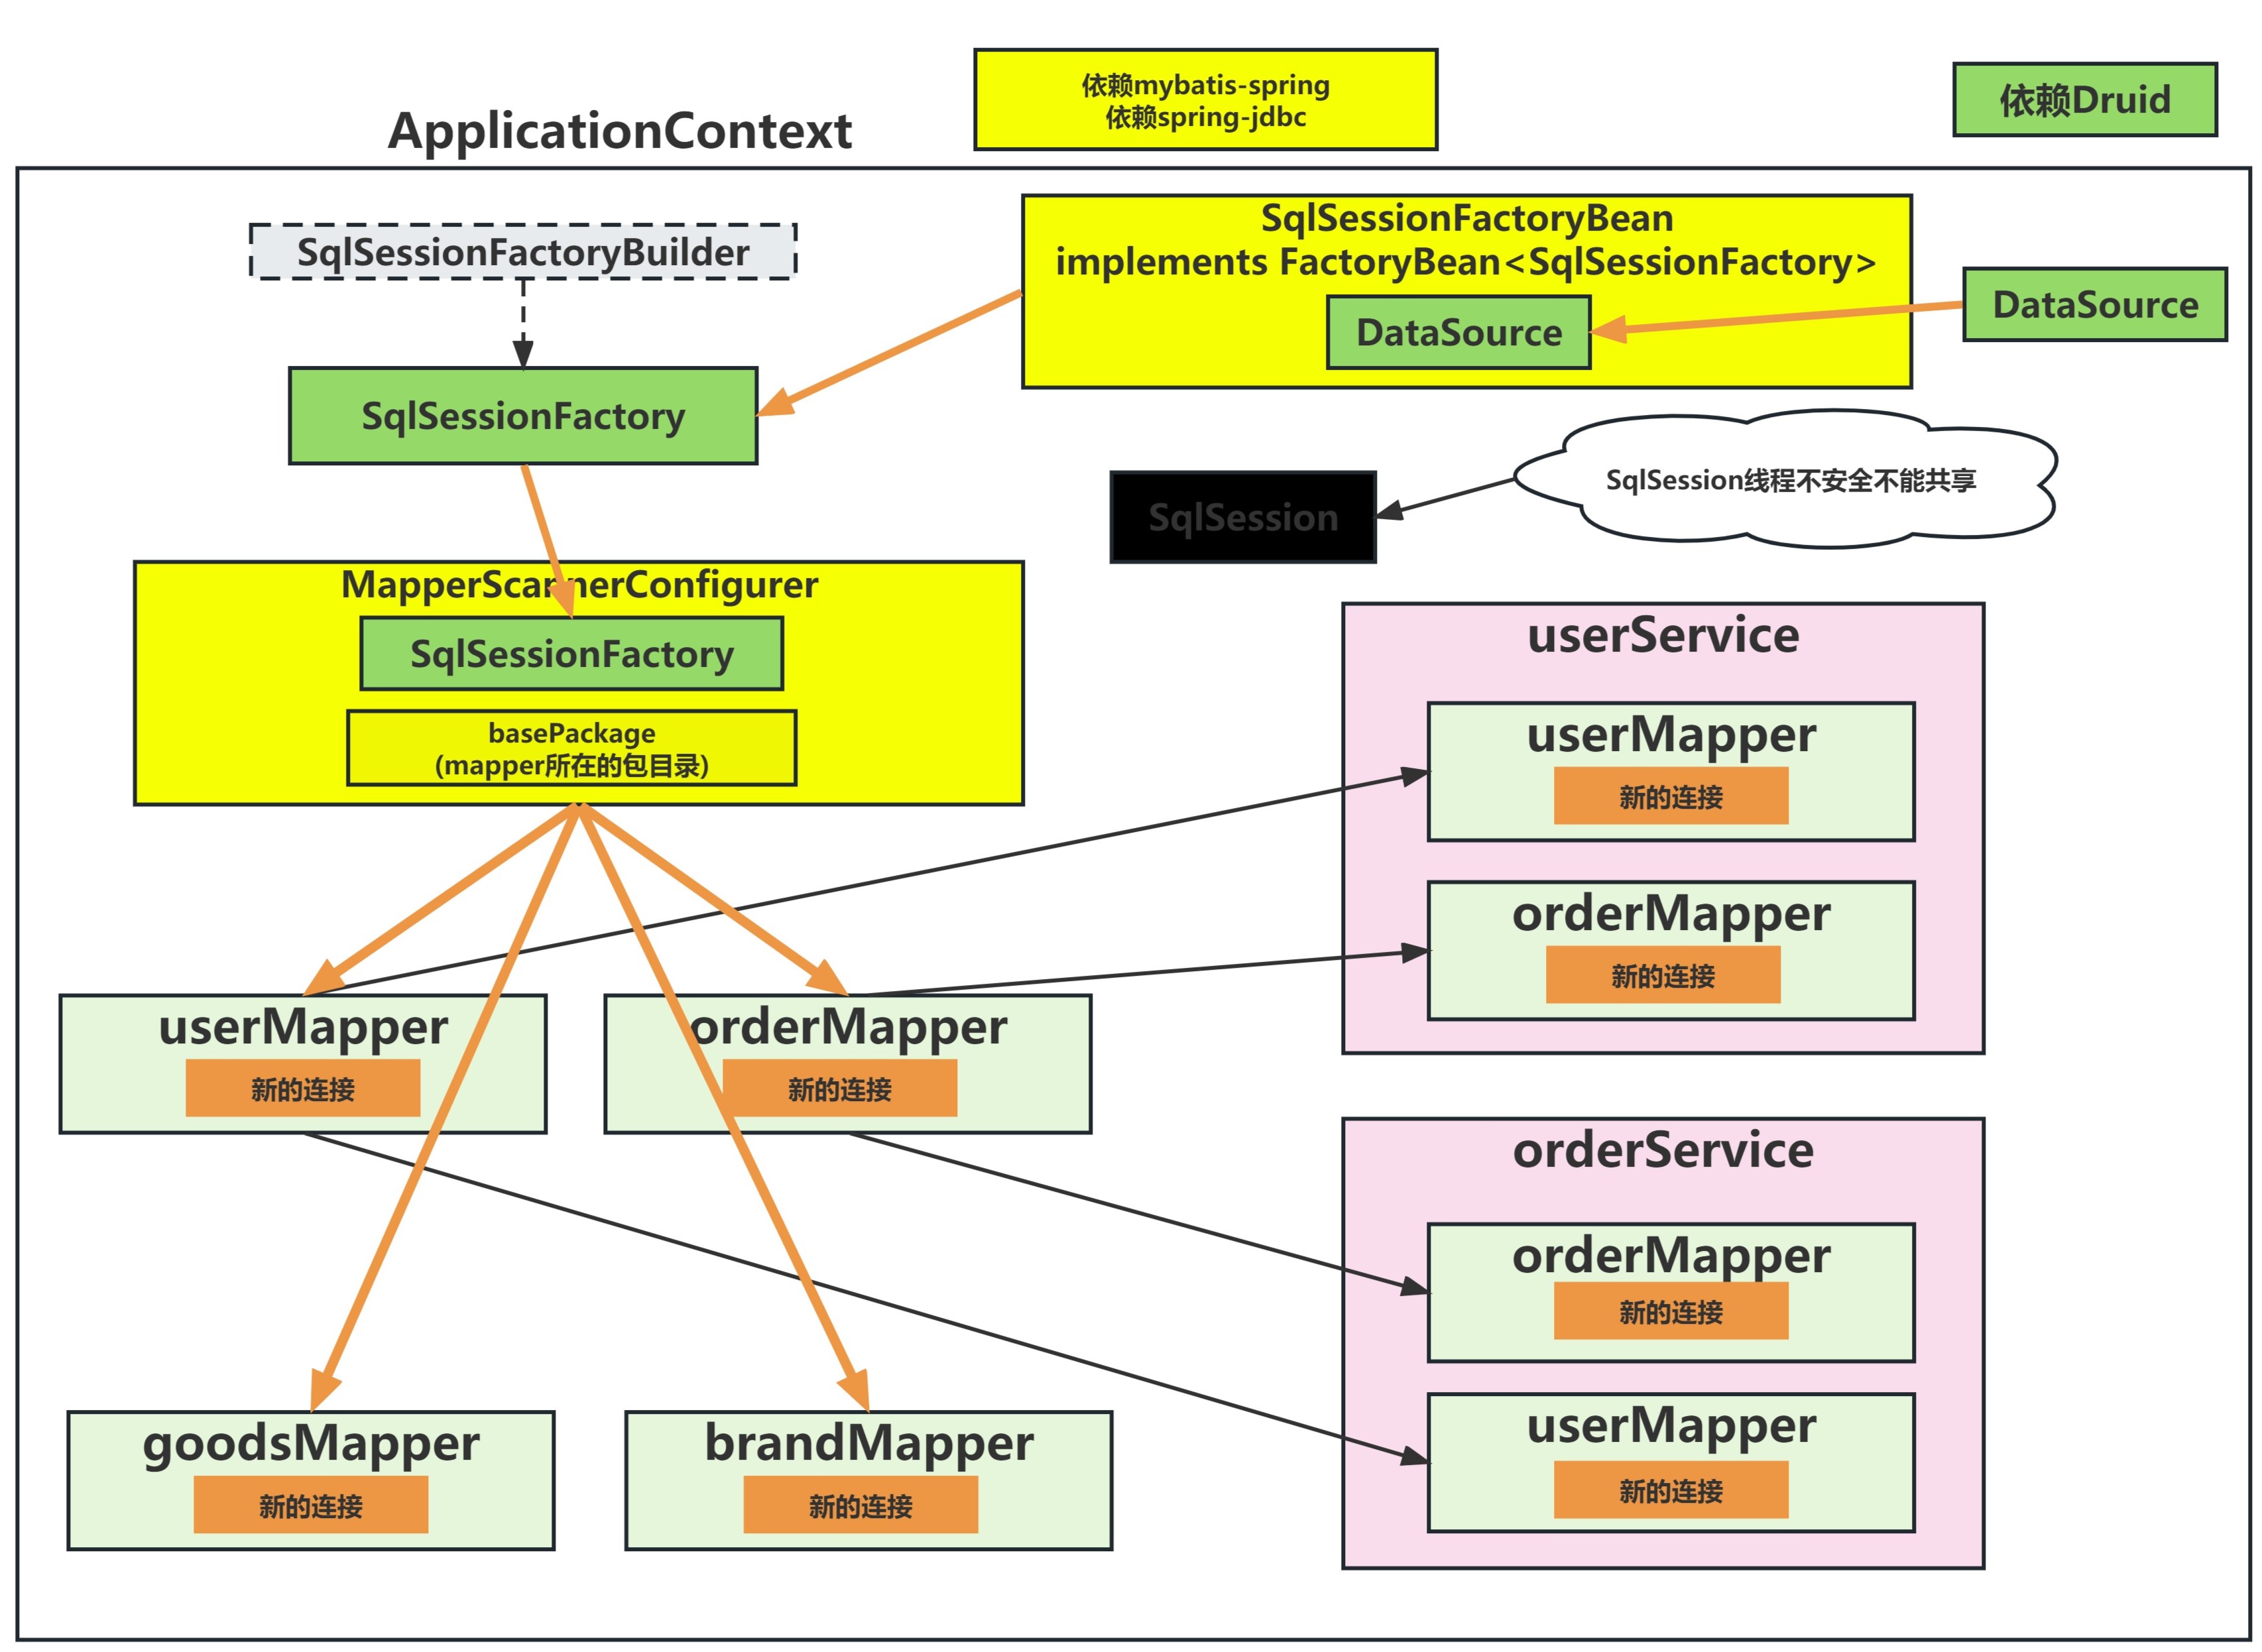 依赖mybatis-spring
依赖spring-jdbc
依赖Druid
ApplicationContext
SqlSessionFactoryBuilder
SqlSessionFactoryBean
implements FactoryBean<SqlSessionFactory>
DataSource
DataSource
SqlSessionFactory
SqlSession线程不安全不能共享
SqlSession
MapperScannerConfigurer
SqlSessionFactory
basePackage
(mapper所在的包目录)
userService
userMapper
新的连接
orderMapper
新的连接
userMapper
新的连接
orderMapper
新的连接
orderService
orderMapper
新的连接
userMapper
新的连接
goodsMapper
新的连接
brandMapper
新的连接